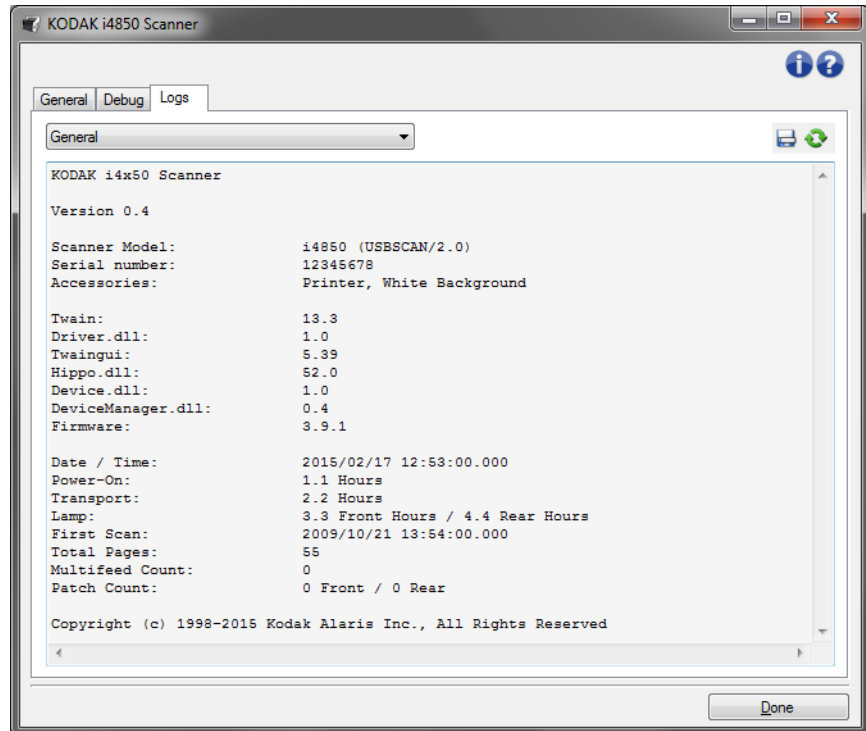 KODAK i4850 Scanner
General Debug Logs
General
KODAK i4x50 Scanner
Version 0.4
Scanner Model: i4850 (USBSCAN/2.0)
Serial number: 12345678
Accessories: Printer, White Background
Twain: 13.3
Driver.dll: 1.0
Twaingui: 5.39
Hippo.dll: 52.0
Device.dll: 1.0
DeviceManager.dll: 0.4
Firmware: 3.9.1
Date / Time: 2015/02/17 12:53:00.000
Power-On: 1.1 Hours
Transport: 2.2 Hours
Lamp: 3.3 Front Hours / 4.4 Rear Hours
First Scan: 2009/10/21 13:54:00.000
Total Pages: 55
Multifeed Count: 0
Patch Count: 0 Front / 0 Rear
Copyright (c) 1998-2015 Kodak Alaris Inc., All Rights Reserved
Done